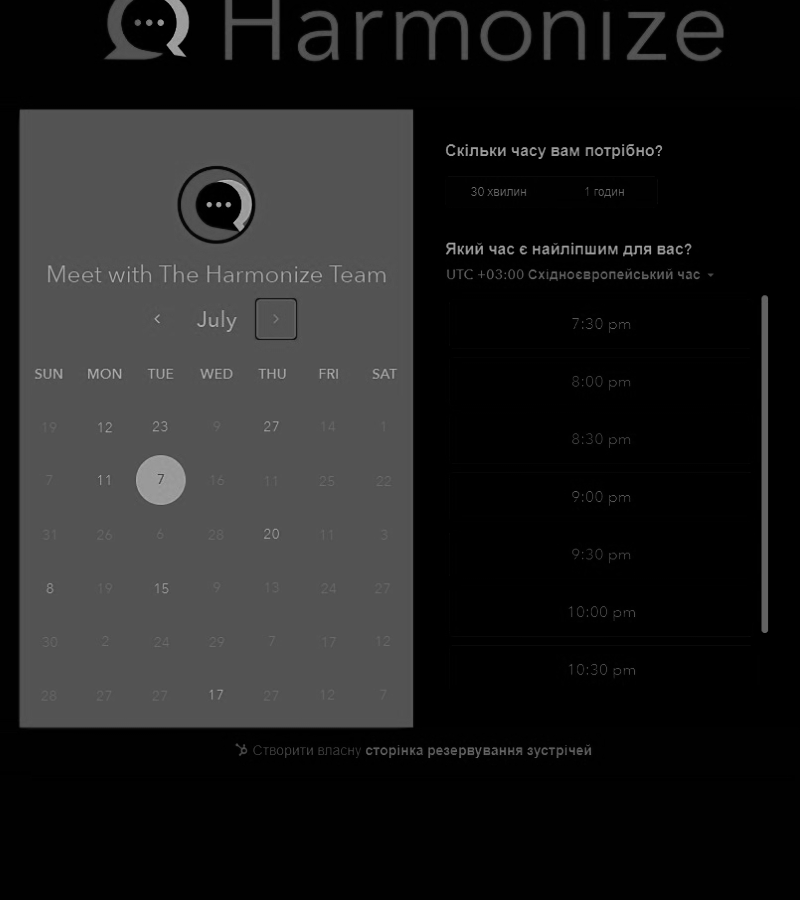 Harmonize
Meet with The Harmonize Team
July
SUN MON TUE WED THU FRI SAT
19 12 23 9 27 14 1
7 11 7 16 11 25 22
31 26 6 28 20 11 3
8 19 15 9 13 24 27
30 2 24 29 7 17 12
28 27 27 17 27 12 7
Скільки часу вам потрібно?
30 хвилин 1 годин
Який час є найліпшим для вас?
UTC +03:00 Східноєвропейський час
7:30 pm
8:00 pm
8:30 pm
9:00 pm
9:30 pm
10:00 pm
10:30 pm
Створити власну сторінка резервування зустрічей